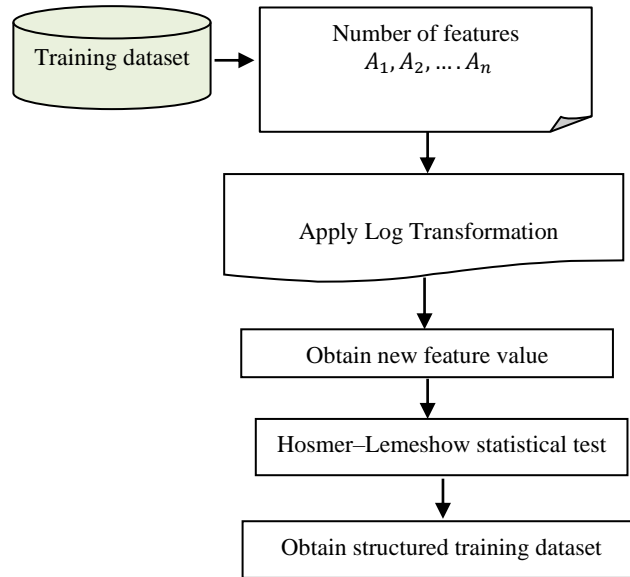 Training dataset
Number of features
𝐴₁, 𝐴₂, … . 𝐴ₙ
Apply Log Transformation
Obtain new feature value
Hosmer–Lemeshow statistical test
Obtain structured training dataset